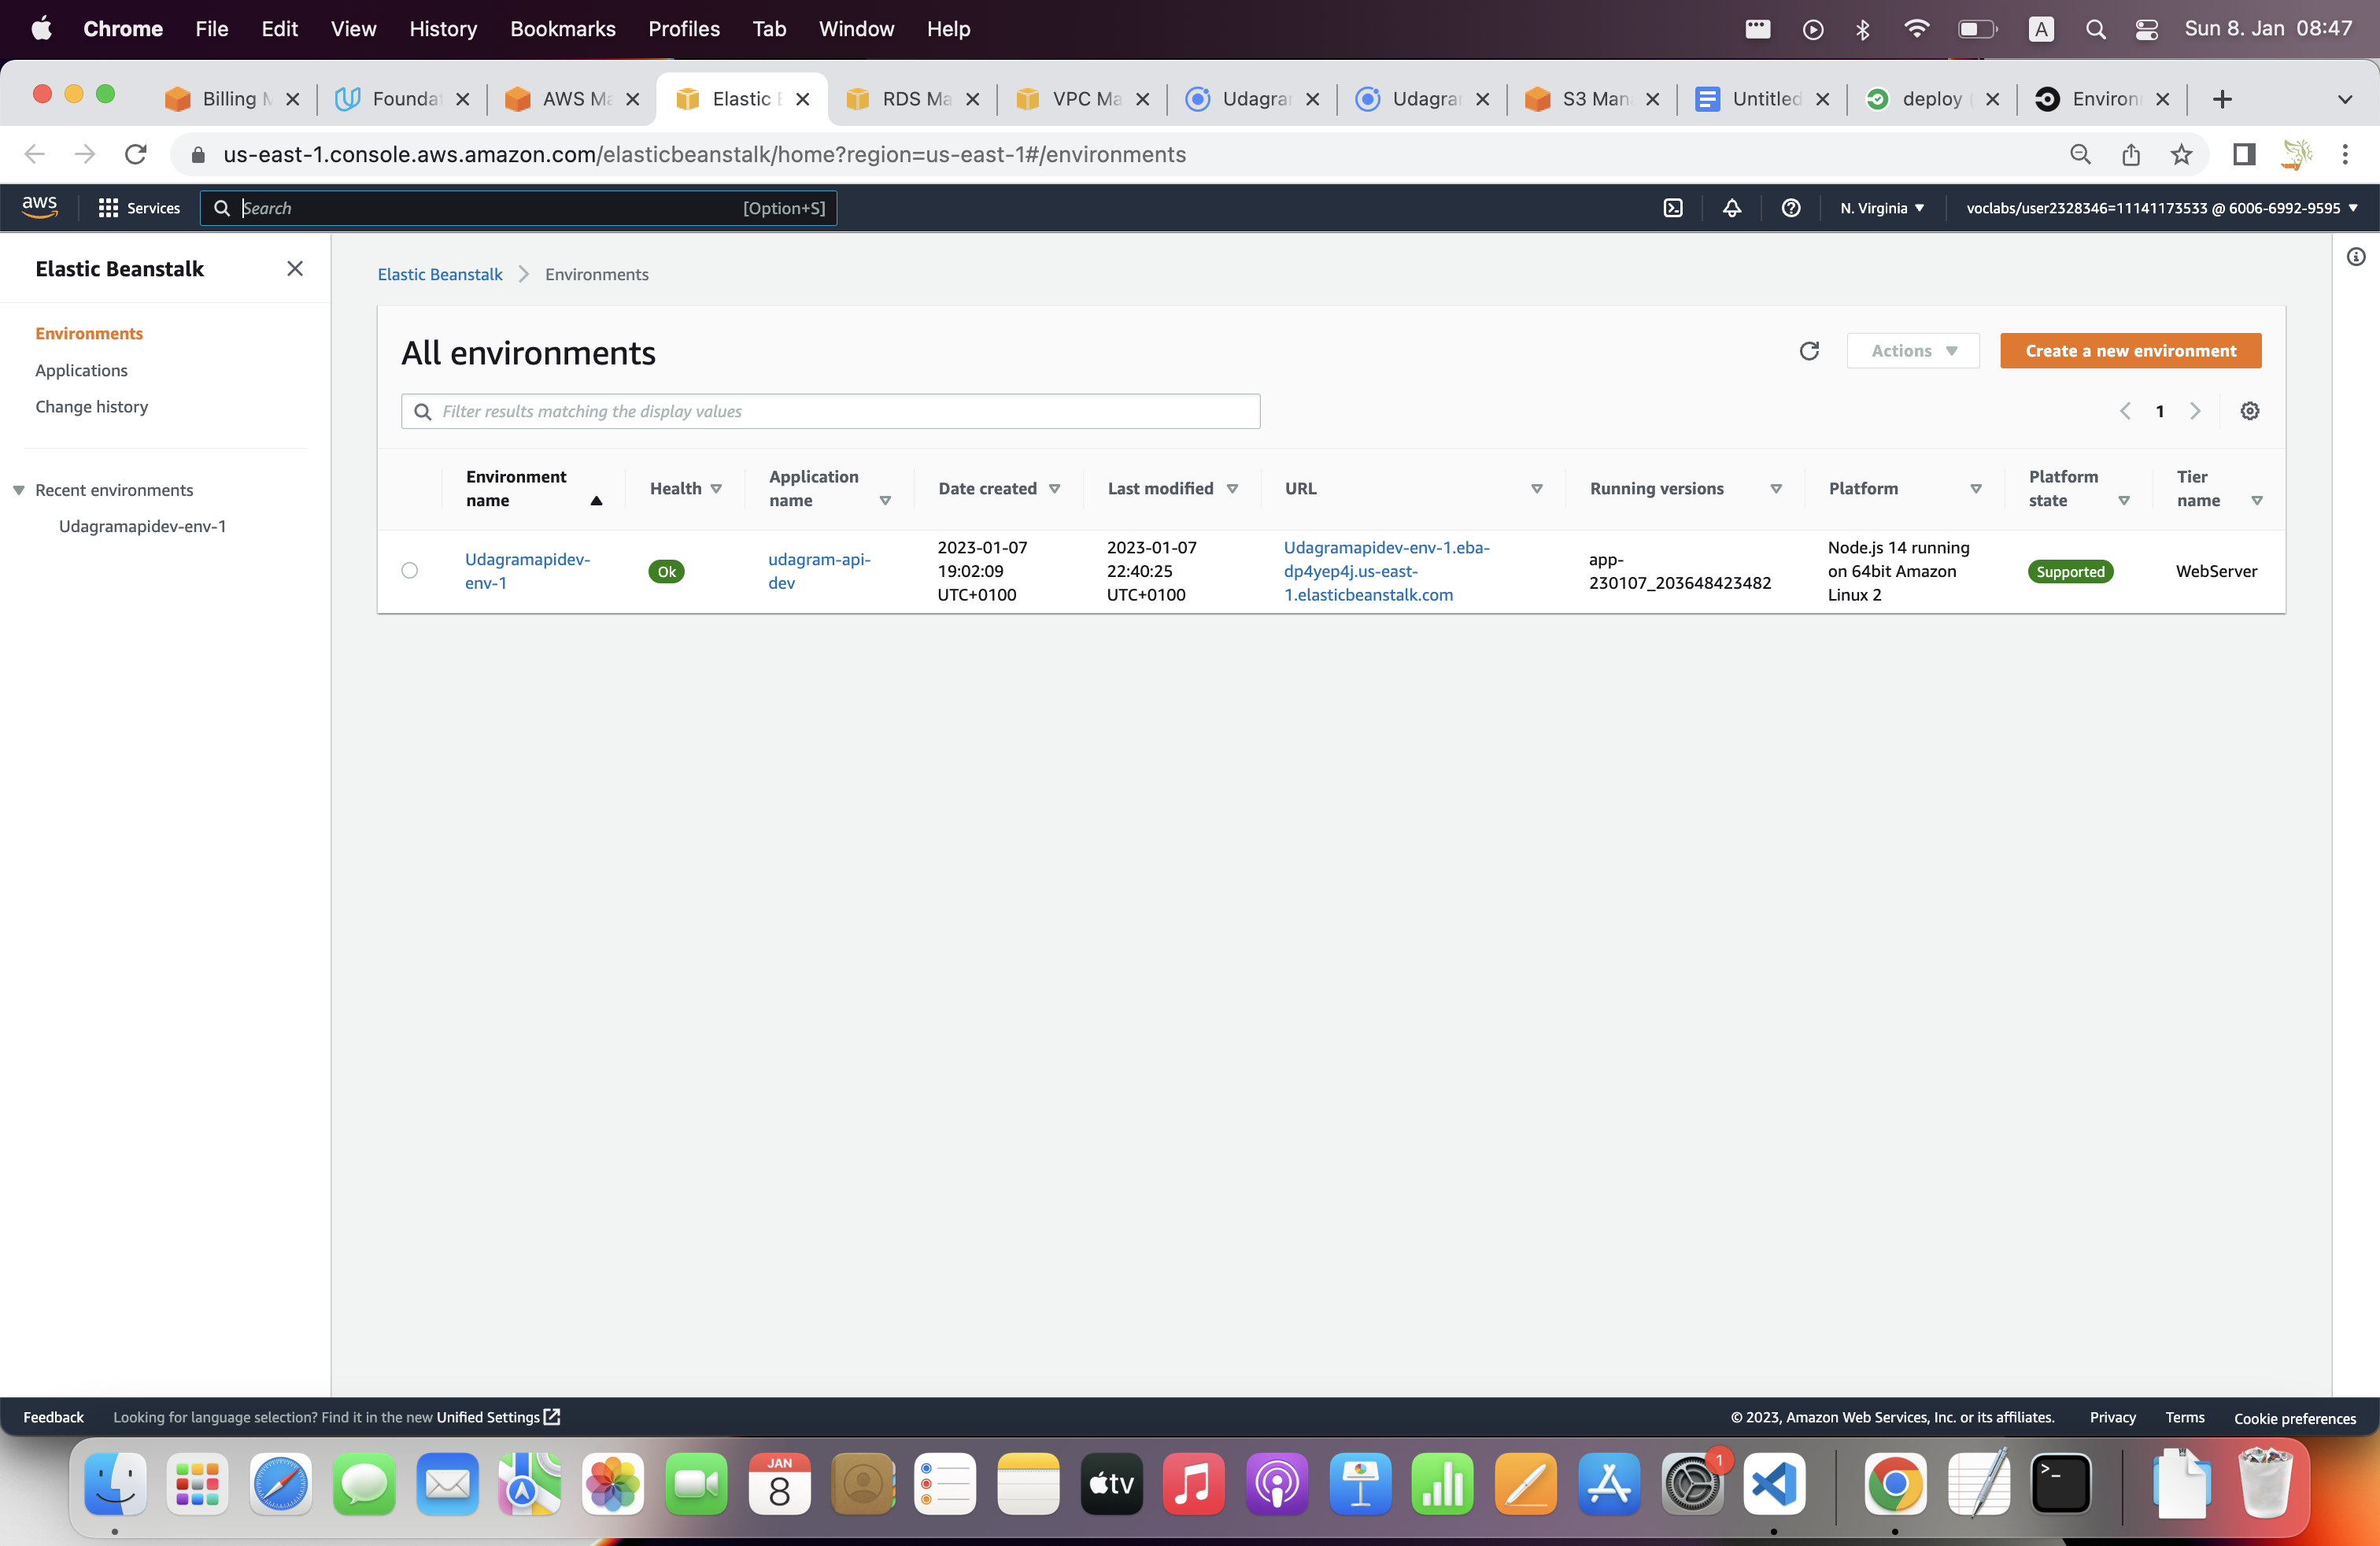 Chrome File Edit View History Bookmarks Profiles Tab Window Help A Sun 8. Jan 08:47
Billing M Foundat AWS Ma Elastic RDS Ma VPC Ma Udagrar Udagrar S3 Man Untitled deploy Environ
us-east-1.console.aws.amazon.com/elasticbeanstalk/home?region=us-east-1#/environments
aws Services Search [Option+S] N. Virginia voclabs/user2328346=11141173533 @ 6006-6992-9595
Elastic Beanstalk
Environments
Applications
Change history
Recent environments
Udagramapidev-env-1
Elastic Beanstalk Environments
All environments
Actions Create a new environment
Filter results matching the display values
1
Environment name Health Application name Date created Last modified URL Running versions Platform Platform state Tier name
Udagramapidev-env-1 Ok udagram-api-dev 2023-01-07 19:02:09 UTC+0100 2023-01-07 22:40:25 UTC+0100 Udagramapidev-env-1.eba-dp4yep4j.us-east-1.elasticbeanstalk.com app-230107_203648423482 Node.js 14 running on 64bit Amazon Linux 2 Supported WebServer
Feedback Looking for language selection? Find it in the new Unified Settings © 2023, Amazon Web Services, Inc. or its affiliates. Privacy Terms Cookie preferences
JAN
8
tv
1
>_